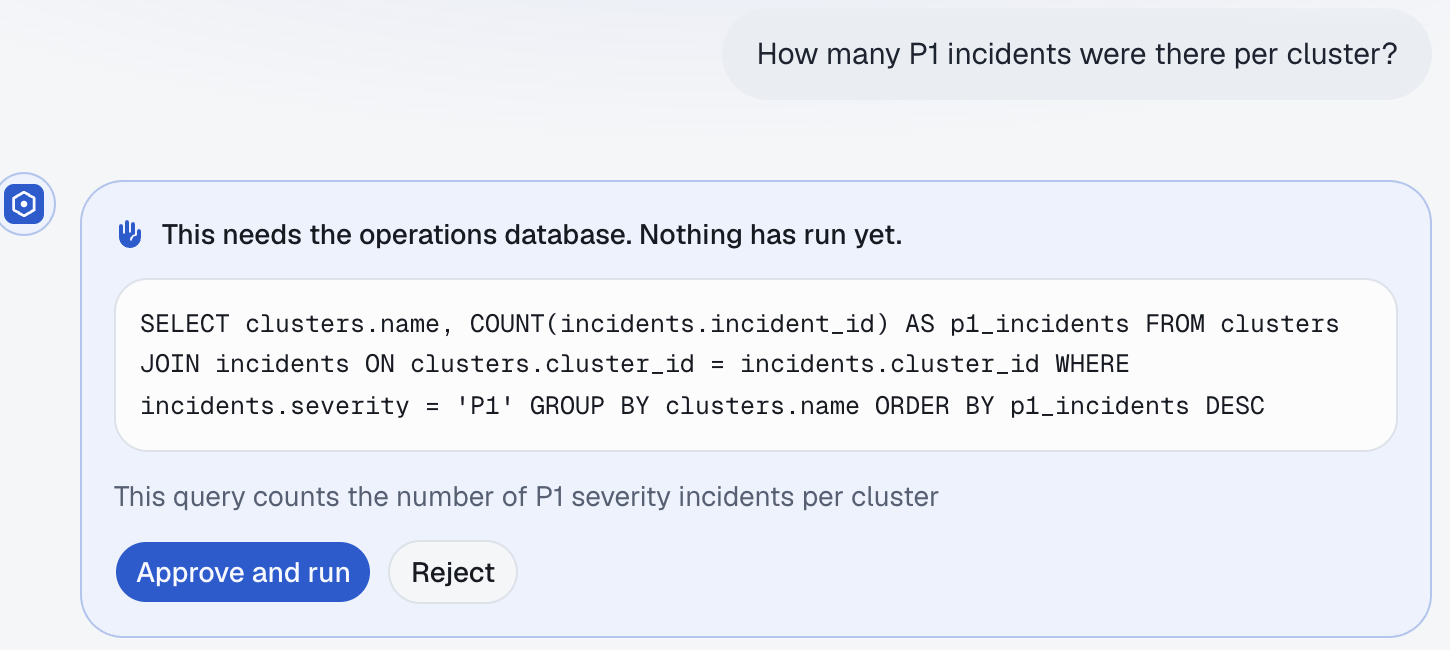 How many P1 incidents were there per cluster?
This needs the operations database. Nothing has run yet.
SELECT clusters.name, COUNT(incidents.incident_id) AS p1_incidents FROM clusters
JOIN incidents ON clusters.cluster_id = incidents.cluster_id WHERE
incidents.severity = 'P1' GROUP BY clusters.name ORDER BY p1_incidents DESC
This query counts the number of P1 severity incidents per cluster
Approve and run
Reject